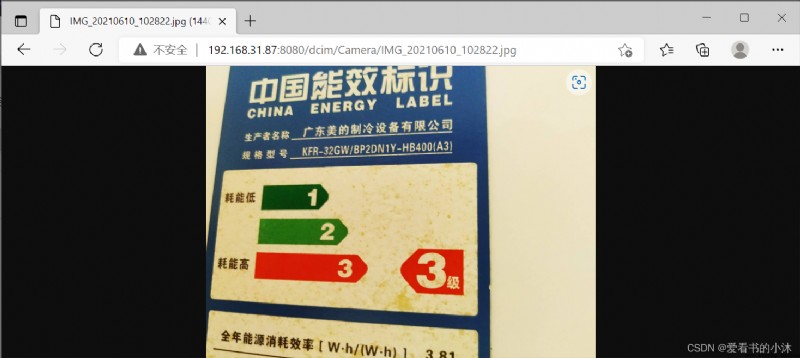 IMG_20210610_102822.jpg (144
不安全 | 192.168.31.87:8080/dcim/Camera/IMG_20210610_102822.jpg
中国能效标识
CHINA ENERGY LABEL
生产者名称 广东美的制冷设备有限公司
规格型号 KFR-32GW/BP2DN1Y-HB400(A3)
耗能低 1
2
耗能高 3
3级
全年能源消耗效率[W·h/(W·h)] 3.81
CSDN @爱看书的小沐